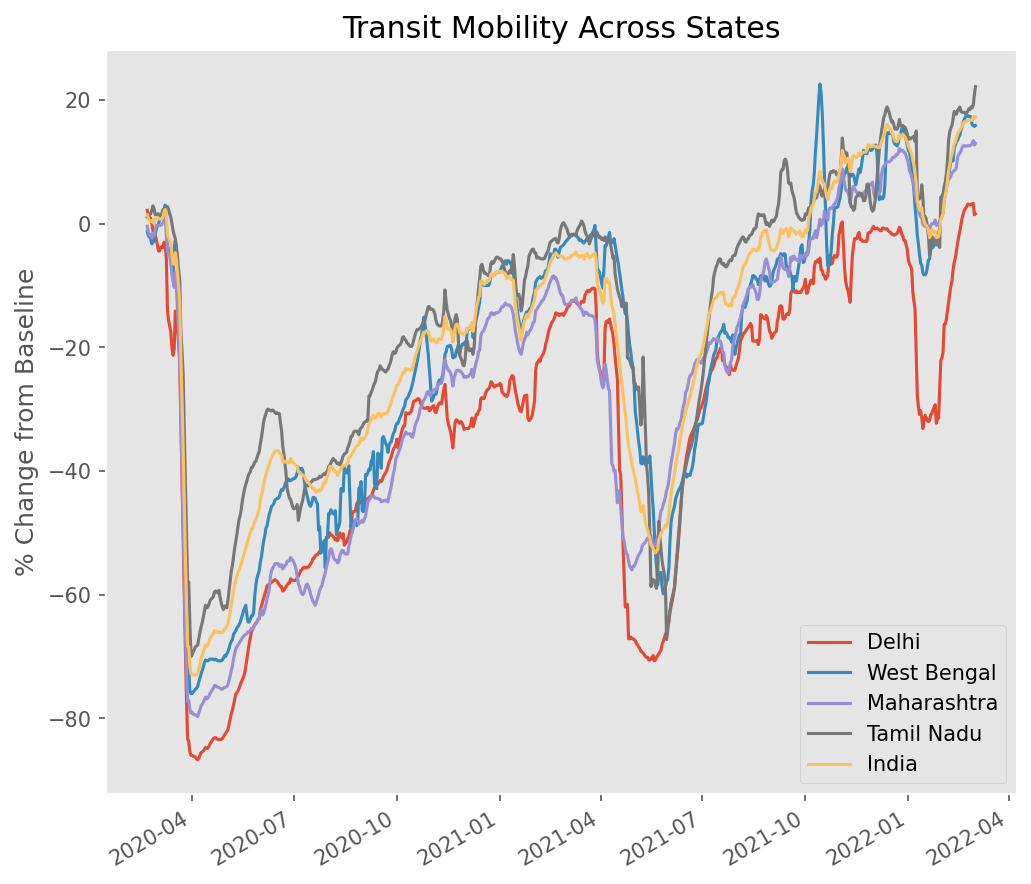 Transit Mobility Across States
% Change from Baseline
20
0
−20
−40
−60
−80
2020-04
2020-07
2020-10
2021-01
2021-04
2021-07
2021-10
2022-01
2022-04
Delhi
West Bengal
Maharashtra
Tamil Nadu
India